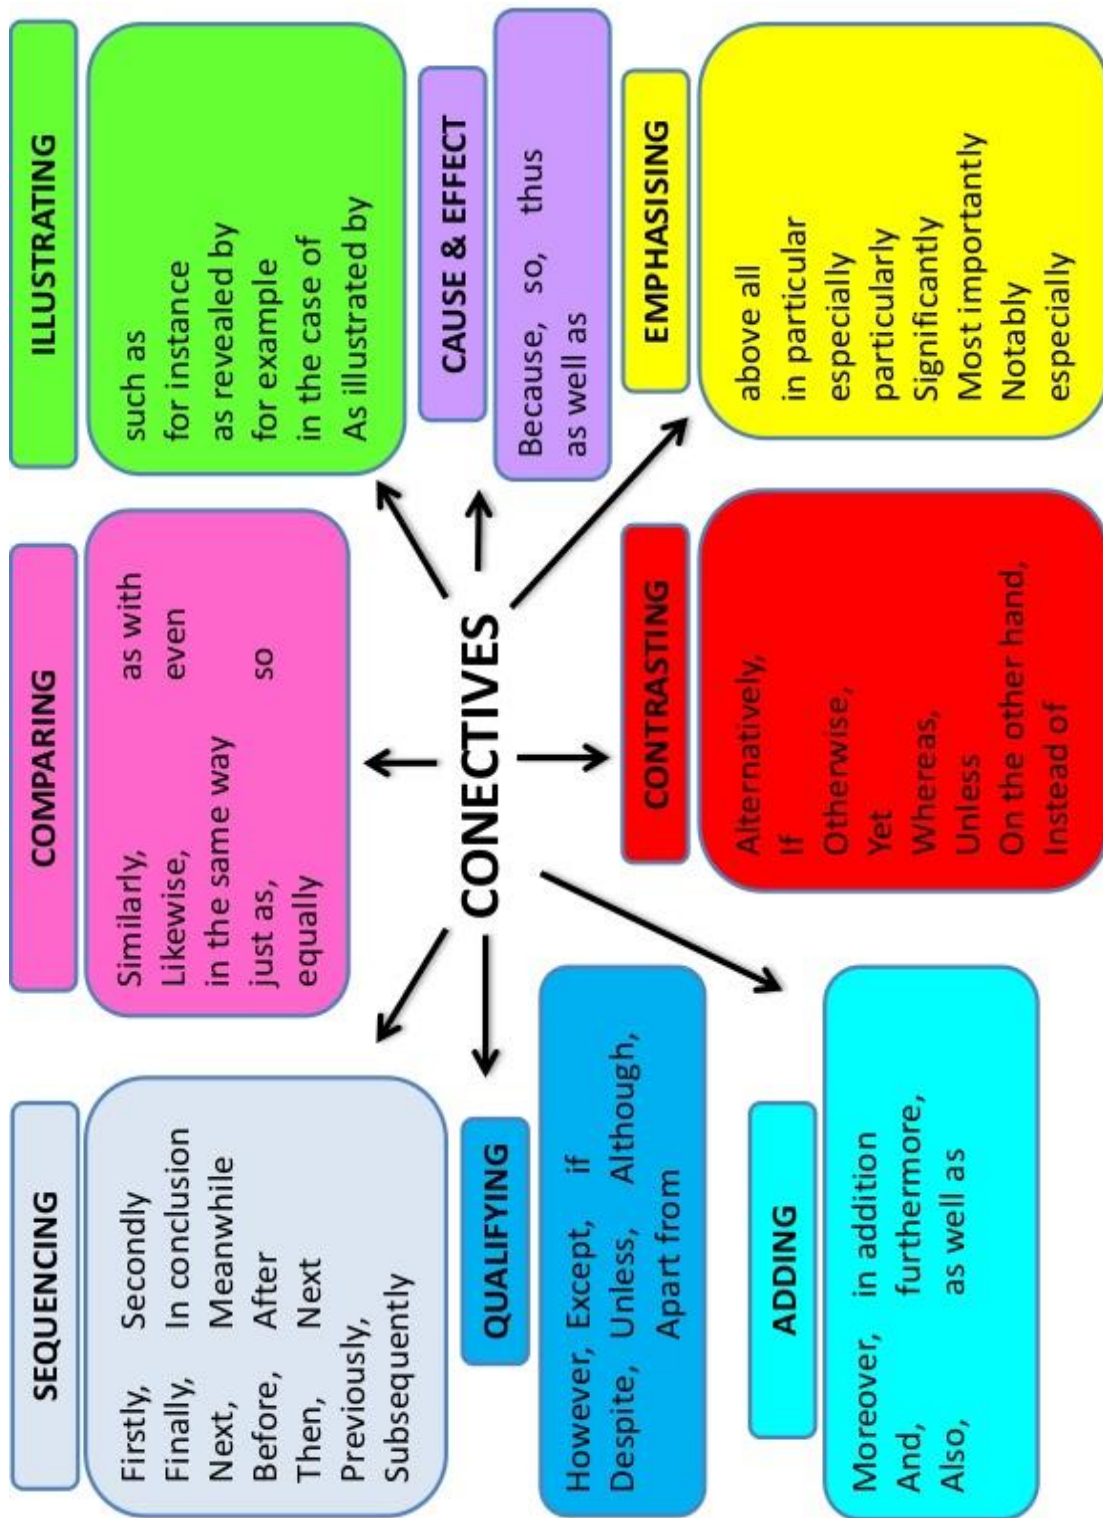 SEQUENCING
Firstly, Secondly
Finally, In conclusion
Next, Meanwhile
Before, After
Then, Next
Previously,
Subsequently
COMPARING
Similarly, as with
Likewise, even
in the same way
just as, so
equally
ILLUSTRATING
such as
for instance
as revealed by
for example
in the case of
As illustrated by
CONECTIVES
QUALIFYING
However, Except, if
Despite, Unless, Although,
Apart from
CAUSE & EFFECT
Because, so, thus
as well as
ADDING
Moreover, in addition
And, furthermore,
Also, as well as
CONTRASTING
Alternatively,
If
Otherwise,
Yet
Whereas,
Unless
On the other hand,
Instead of
EMPHASISING
above all
in particular
especially
particularly
Significantly
Most importantly
Notably
especially